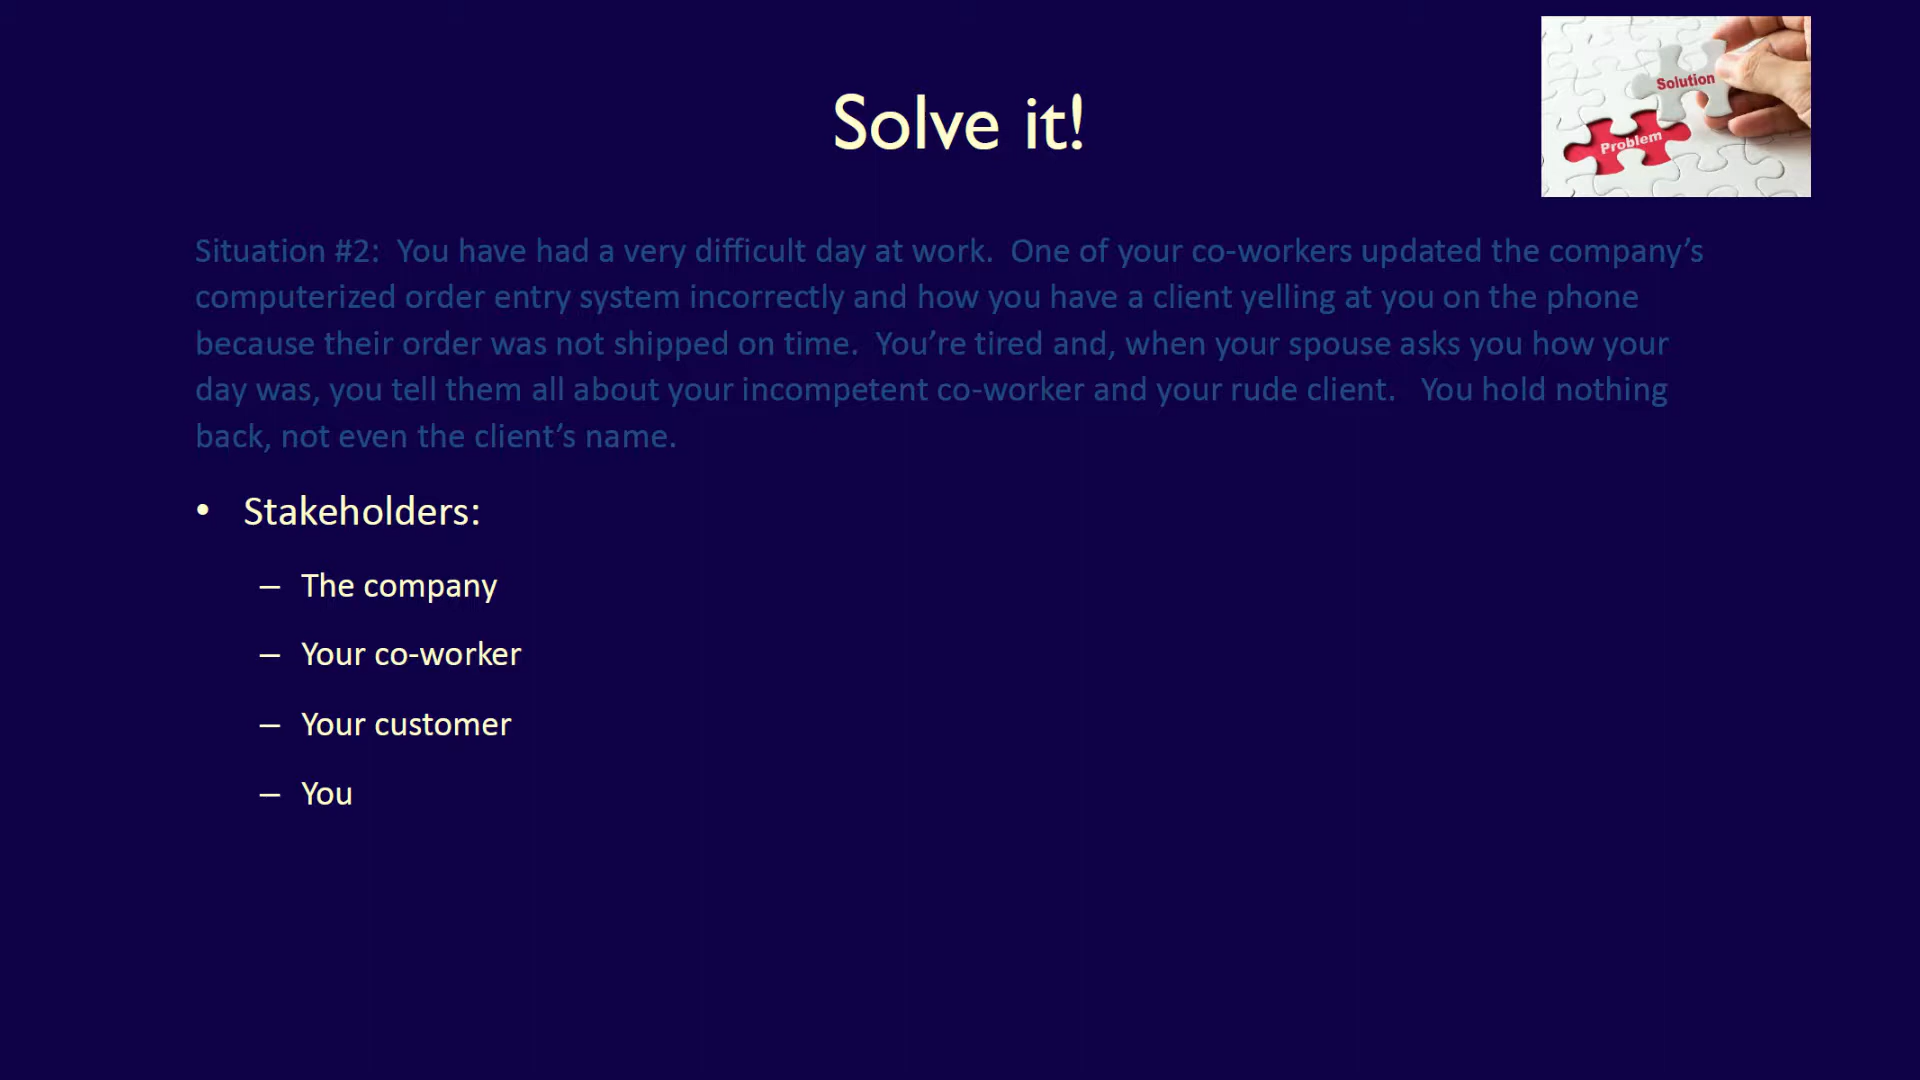 Solution
Problem
Solve it!
Situation #2:  You have had a very difficult day at work.  One of your co-workers updated the company’s
computerized order entry system incorrectly and how you have a client yelling at you on the phone
because their order was not shipped on time.  You’re tired and, when your spouse asks you how your
day was, you tell them all about your incompetent co-worker and your rude client.   You hold nothing
back, not even the client’s name.
• Stakeholders:
– The company
– Your co-worker
– Your customer
– You